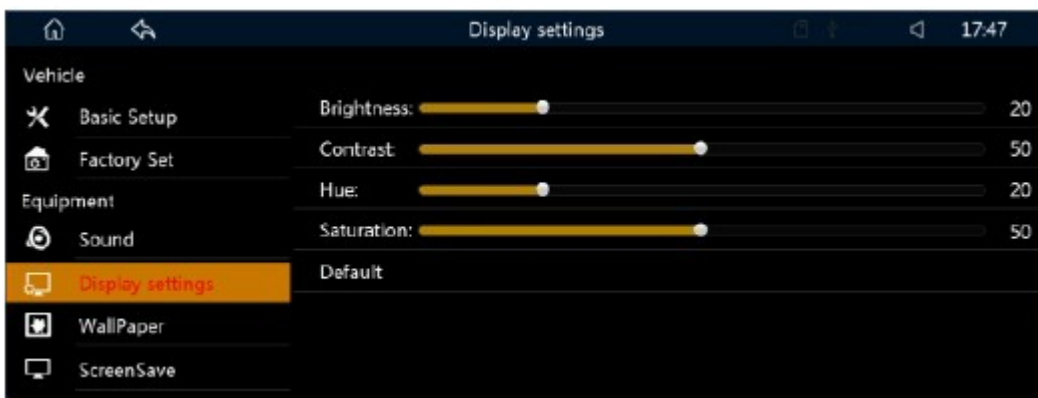 Display settings 17:47
Vehicle
Basic Setup
Factory Set
Equipment
Sound
Display settings
WallPaper
ScreenSave
Brightness: 20
Contrast: 50
Hue: 20
Saturation: 50
Default